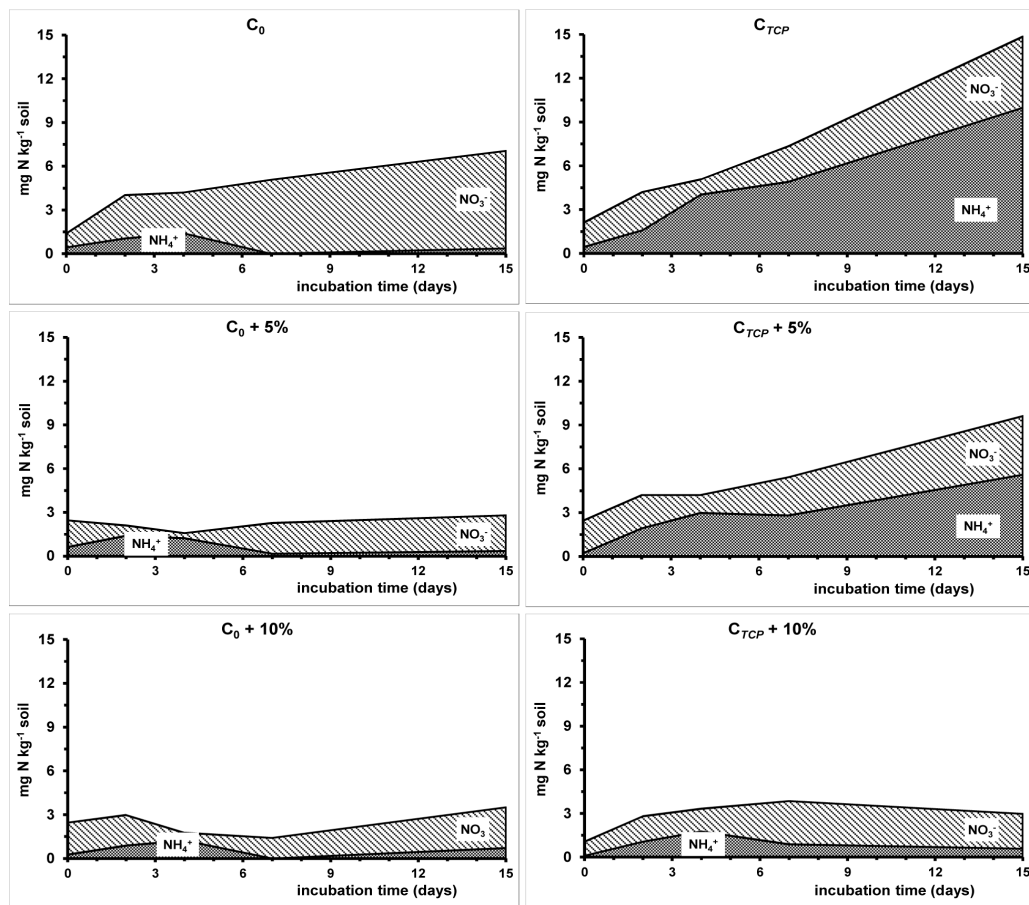 C₀
mg N kg⁻¹ soil
15
12
9
6
3
0
NO₃⁻
NH₄⁺
0 3 6 9 12 15
incubation time (days)
C_TCP
mg N kg⁻¹ soil
15
12
9
6
3
0
NO₃⁻
NH₄⁺
0 3 6 9 12 15
incubation time (days)
C₀ + 5%
mg N kg⁻¹ soil
15
12
9
6
3
0
NO₃⁻
NH₄⁺
0 3 6 9 12 15
incubation time (days)
C_TCP + 5%
mg N kg⁻¹ soil
15
12
9
6
3
0
NO₃⁻
NH₄⁺
0 3 6 9 12 15
incubation time (days)
C₀ + 10%
mg N kg⁻¹ soil
15
12
9
6
3
0
NO₃
NH₄⁺
0 3 6 9 12 15
incubation time (days)
C_TCP + 10%
mg N kg⁻¹ soil
15
12
9
6
3
0
NO₃⁻
NH₄⁺
0 3 6 9 12 15
incubation time (days)